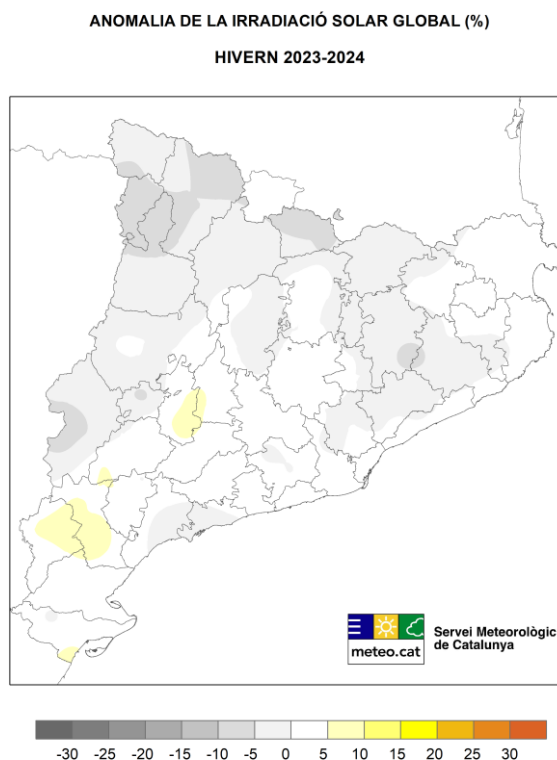 ANOMALIA DE LA IRRADIACIÓ SOLAR GLOBAL (%)
HIVERN 2023-2024
meteo.cat
Servei Meteorològic
de Catalunya
-30 -25 -20 -15 -10 -5 0 5 10 15 20 25 30